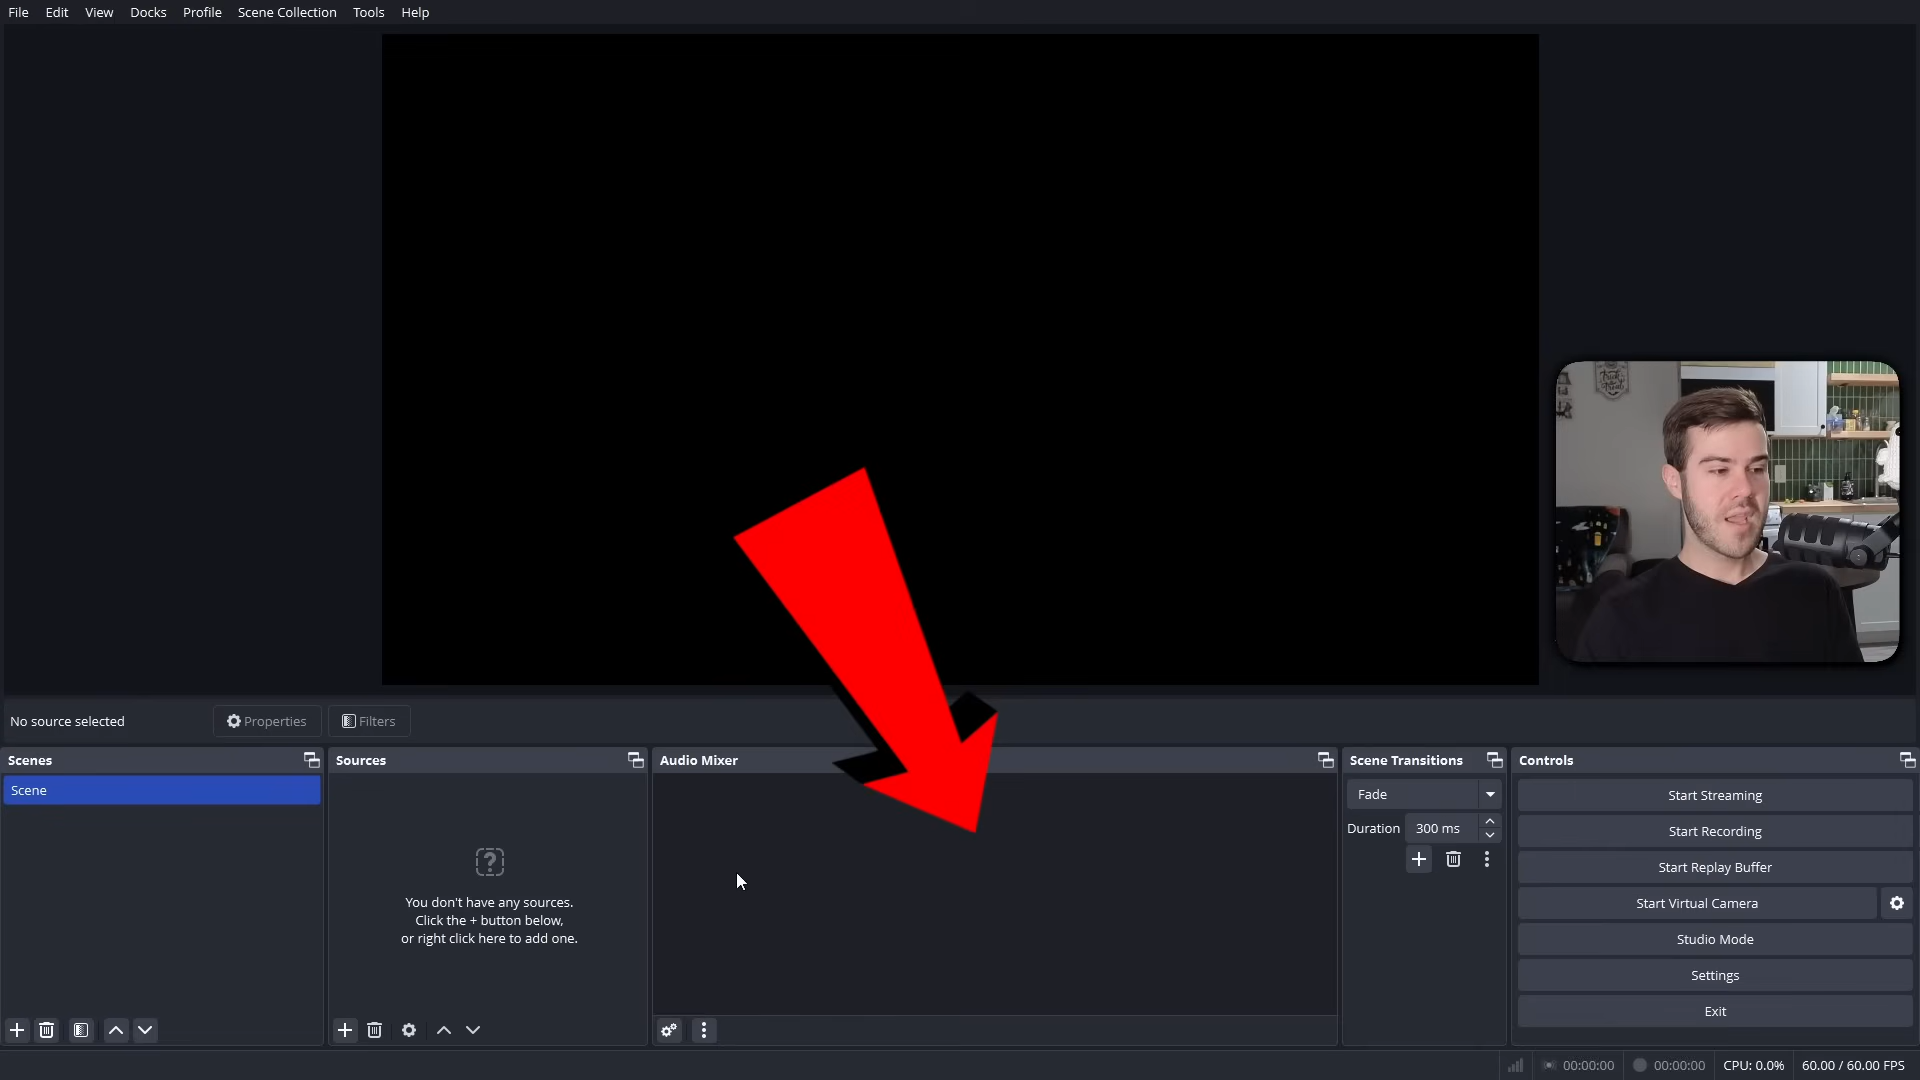 File Edit View Docks Profile Scene Collection Tools Help
No source selected
Properties
Filters
Scenes
Scene
Sources
You don't have any sources.
Click the + button below,
or right click here to add one.
Audio Mixer
Scene Transitions
Fade
Duration 300 ms
Controls
Start Streaming
Start Recording
Start Replay Buffer
Start Virtual Camera
Studio Mode
Settings
Exit
00:00:00 00:00:00 CPU: 0.0% 60.00 / 60.00 FPS